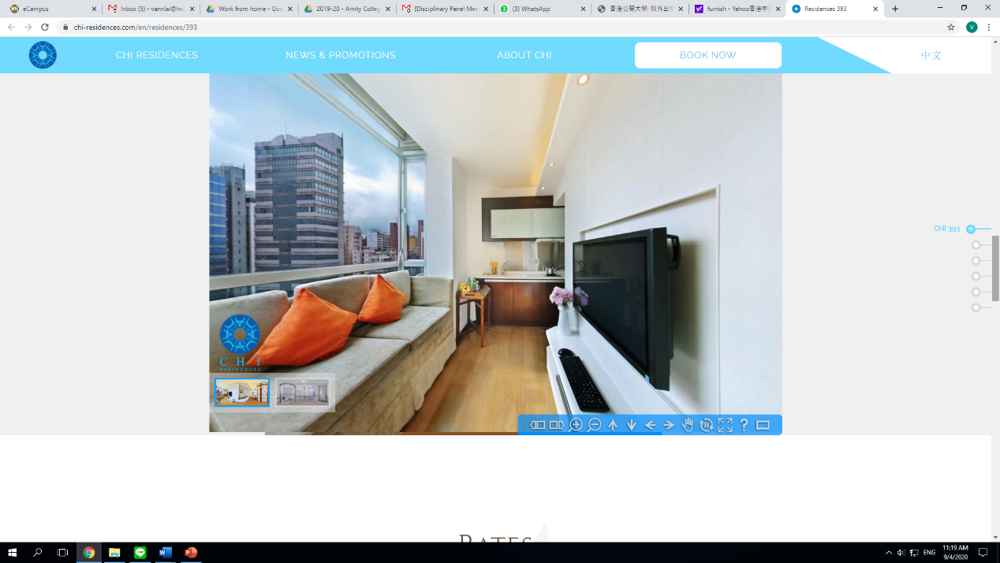 eCampus
Inbox (5) - vannlai@hs
Work from home - Goo
2019-20 - Amity Colleg
[Disciplinary Panel Mee
(3) WhatsApp
香港公開大學: 校外出
furnish - Yahoo香港字
Residences 393
chi-residences.com/en/residences/393
V
CHI RESIDENCES
NEWS & PROMOTIONS
ABOUT CHI
BOOK NOW
中文
CHI 393
CHI
RESIDENCES
RATES
ENG
11:19 AM
9/4/2020